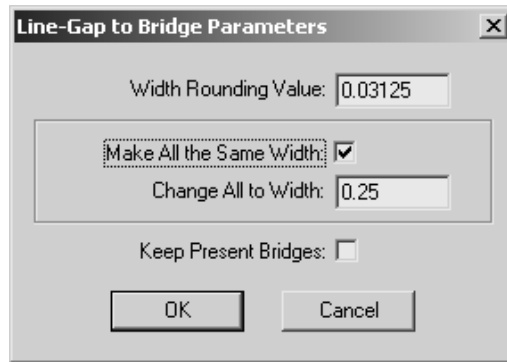 Line-Gap to Bridge Parameters
Width Rounding Value: 0.03125
Make All the Same Width:
Change All to Width: 0.25
Keep Present Bridges:
OK Cancel